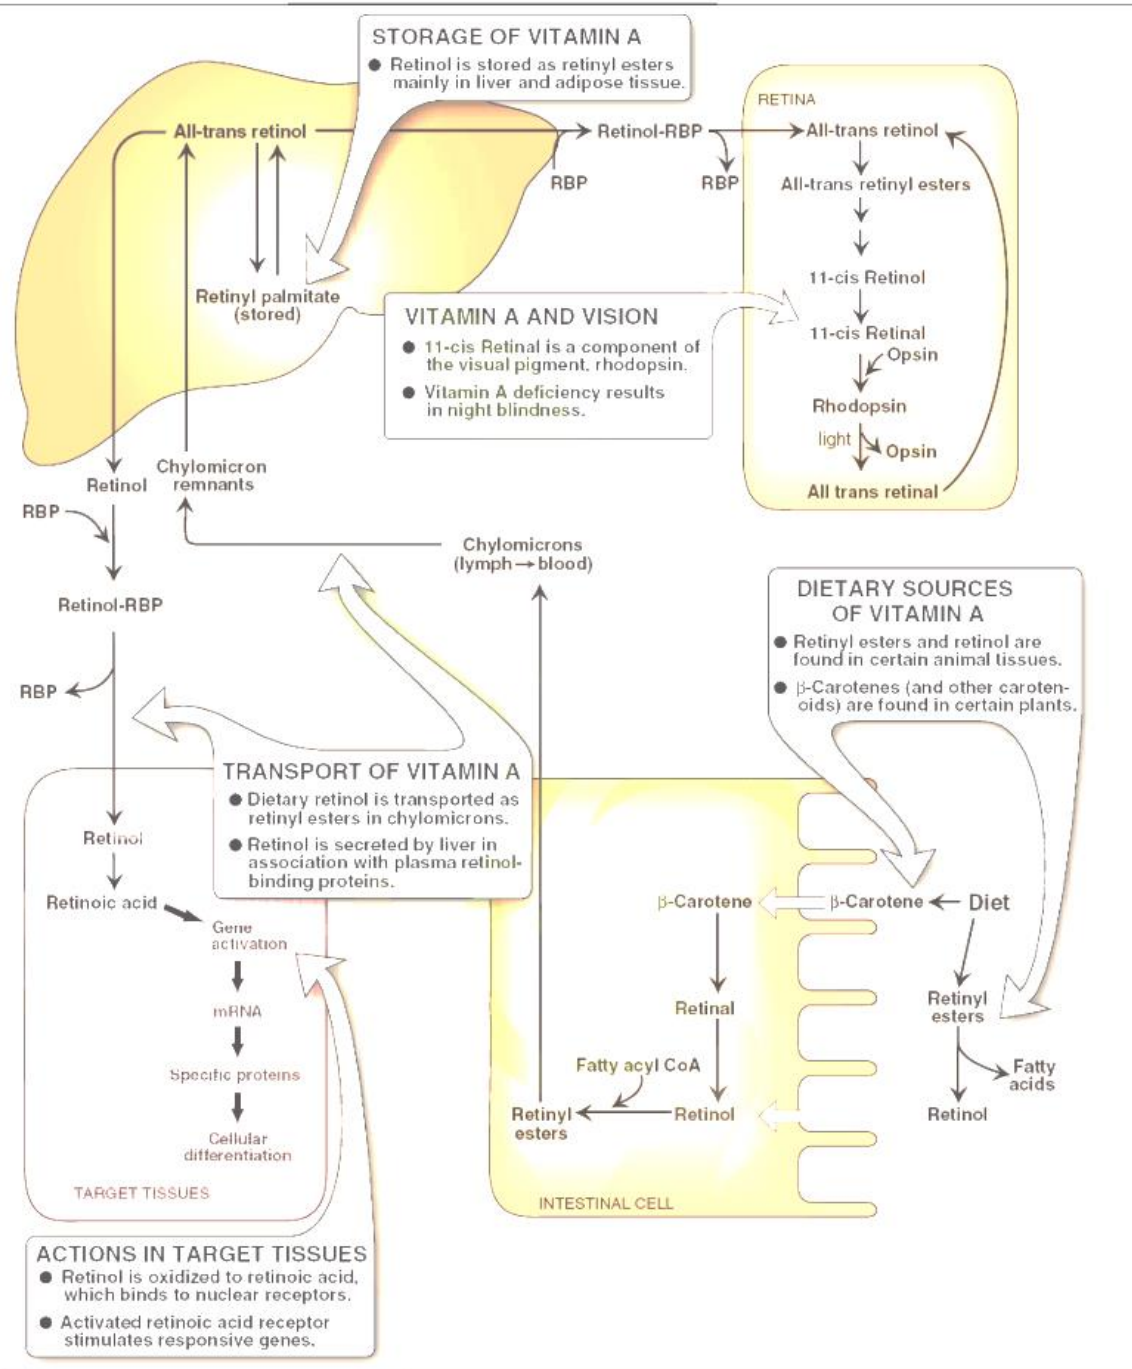 STORAGE OF VITAMIN A
● Retinol is stored as retinyl esters
mainly in liver and adipose tissue.
RETINA
All-trans retinol
Retinol-RBP
All-trans retinol
RBP
RBP
All-trans retinyl esters
11-cis Retinol
Retinyl palmitate
(stored)
VITAMIN A AND VISION
● 11-cis Retinal is a component of
the visual pigment, rhodopsin.
● Vitamin A deficiency results
in night blindness.
11-cis Retinal
Opsin
Rhodopsin
light
Opsin
All trans retinal
Retinol
Chylomicron
remnants
RBP
Chylomicrons
(lymph→blood)
Retinol-RBP
RBP
DIETARY SOURCES
OF VITAMIN A
● Retinyl esters and retinol are
found in certain animal tissues.
● β-Carotenes (and other caroten-
oids) are found in certain plants.
TRANSPORT OF VITAMIN A
● Dietary retinol is transported as
retinyl esters in chylomicrons.
● Retinol is secreted by liver in
association with plasma retinol-
binding proteins.
Retinol
Retinoic acid
Gene
activation
mRNA
Specific proteins
Cellular
differentiation
TARGET TISSUES
β-Carotene
β-Carotene
Diet
Retinal
Retinyl
esters
Fatty acyl CoA
Fatty
acids
Retinyl
esters
Retinol
Retinol
INTESTINAL CELL
ACTIONS IN TARGET TISSUES
● Retinol is oxidized to retinoic acid,
which binds to nuclear receptors.
● Activated retinoic acid receptor
stimulates responsive genes.